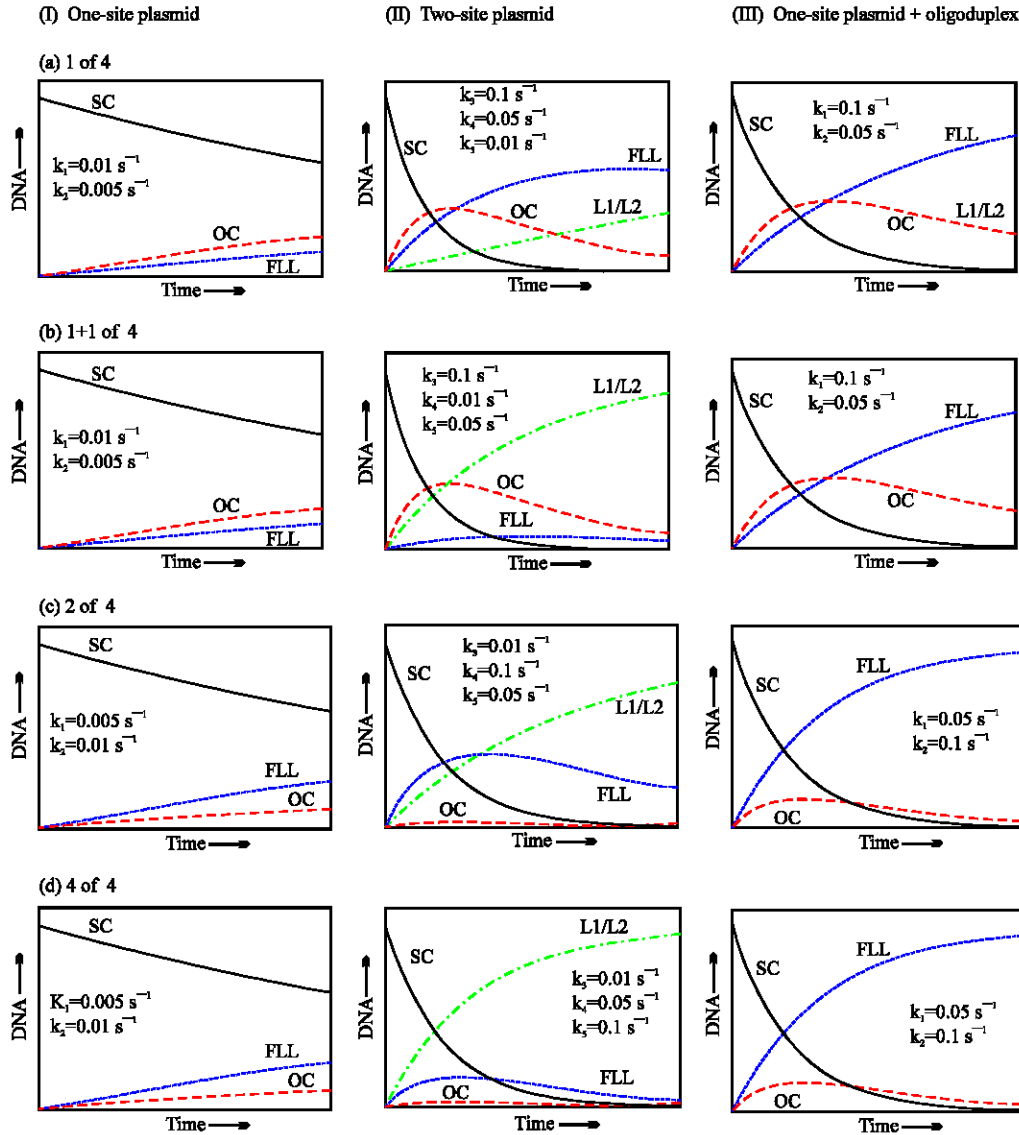 (I) One-site plasmid
(II) Two-site plasmid
(III) One-site plasmid + oligoduplex
(a) 1 of 4
SC
k₁=0.01 s⁻¹
k₂=0.005 s⁻¹
OC
FLL
DNA
Time
k₃=0.1 s⁻¹
k₄=0.05 s⁻¹
k₅=0.01 s⁻¹
SC
FLL
OC
L1/L2
DNA
Time
SC
k₁=0.1 s⁻¹
k₂=0.05 s⁻¹
FLL
L1/L2
OC
DNA
Time
(b) 1+1 of 4
SC
k₁=0.01 s⁻¹
k₂=0.005 s⁻¹
OC
FLL
DNA
Time
k₃=0.1 s⁻¹
k₄=0.01 s⁻¹
k₅=0.05 s⁻¹
SC
L1/L2
OC
FLL
DNA
Time
SC
k₁=0.1 s⁻¹
k₂=0.05 s⁻¹
FLL
OC
DNA
Time
(c) 2 of 4
SC
k₁=0.005 s⁻¹
k₂=0.01 s⁻¹
FLL
OC
DNA
Time
k₃=0.01 s⁻¹
k₄=0.1 s⁻¹
k₅=0.05 s⁻¹
SC
L1/L2
FLL
OC
DNA
Time
SC
FLL
k₁=0.05 s⁻¹
k₂=0.1 s⁻¹
OC
DNA
Time
(d) 4 of 4
SC
K₁=0.005 s⁻¹
k₂=0.01 s⁻¹
FLL
OC
DNA
Time
SC
L1/L2
k₃=0.01 s⁻¹
k₄=0.05 s⁻¹
k₅=0.1 s⁻¹
FLL
OC
DNA
Time
SC
FLL
k₁=0.05 s⁻¹
k₂=0.1 s⁻¹
OC
DNA
Time